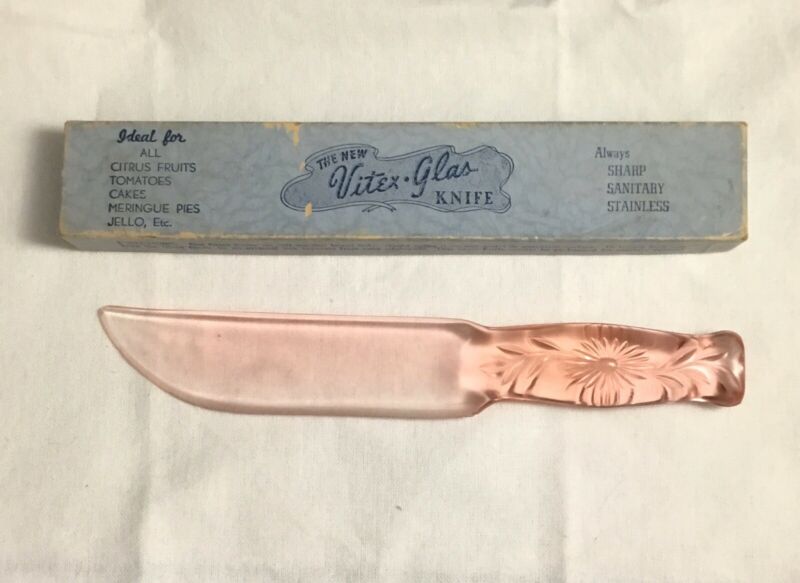 Ideal for
ALL
CITRUS FRUITS
TOMATOES
CAKES
MERINGUE PIES
JELLO, Etc.
THE NEW
Vitex·Glas
KNIFE
Always
SHARP
SANITARY
STAINLESS